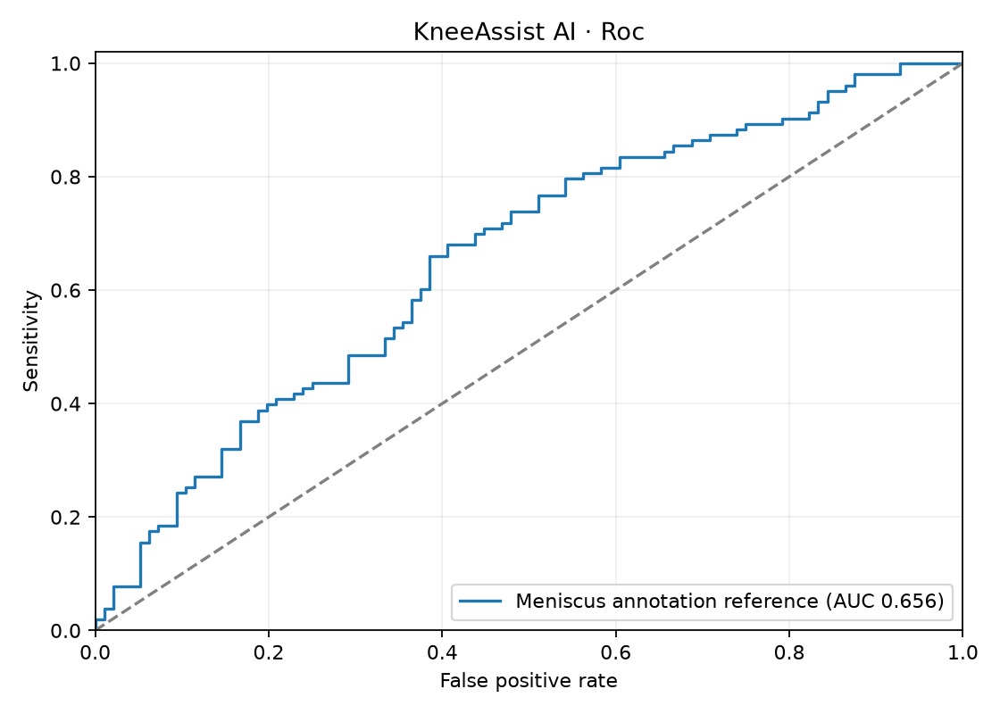 KneeAssist AI · Roc
1.0
0.8
0.6
0.4
0.2
0.0
Sensitivity
Meniscus annotation reference (AUC 0.656)
0.0 0.2 0.4 0.6 0.8 1.0
False positive rate